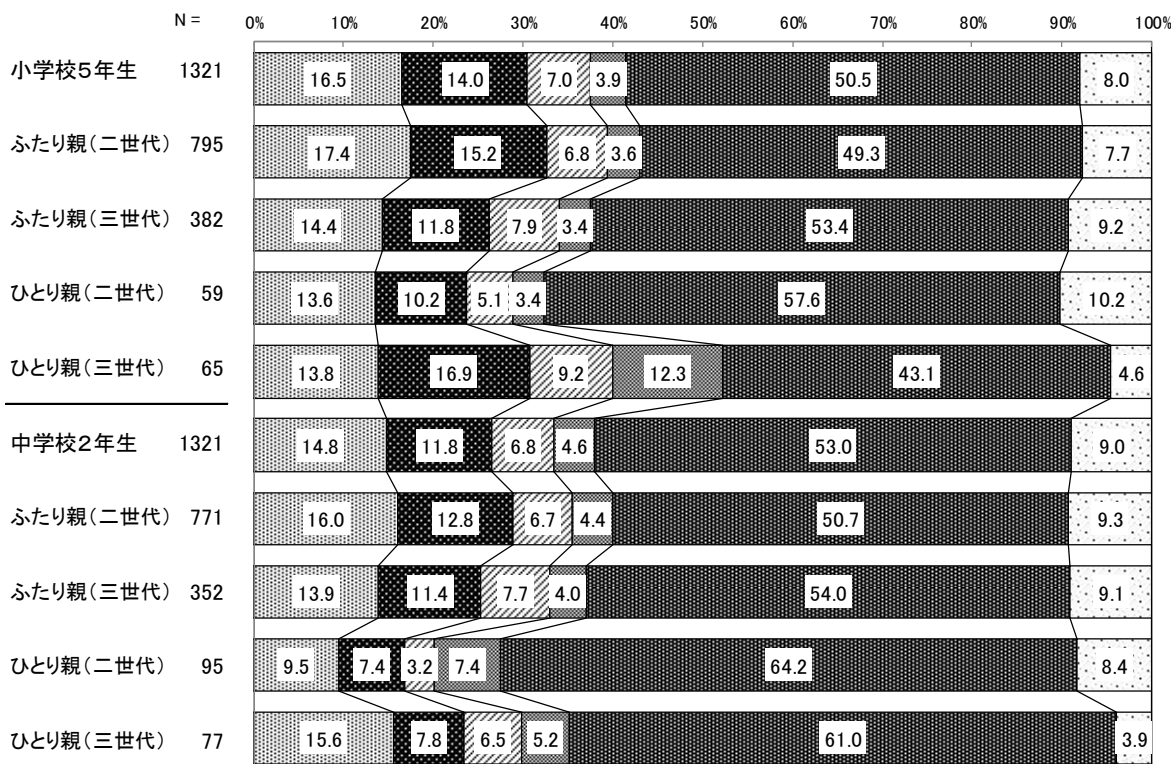 N = 0% 10% 20% 30% 40% 50% 60% 70% 80% 90% 100%
小学校5年生 1321 16.5 14.0 7.0 3.9 50.5 8.0
ふたり親(二世代) 795 17.4 15.2 6.8 3.6 49.3 7.7
ふたり親(三世代) 382 14.4 11.8 7.9 3.4 53.4 9.2
ひとり親(二世代) 59 13.6 10.2 5.1 3.4 57.6 10.2
ひとり親(三世代) 65 13.8 16.9 9.2 12.3 43.1 4.6
中学校2年生 1321 14.8 11.8 6.8 4.6 53.0 9.0
ふたり親(二世代) 771 16.0 12.8 6.7 4.4 50.7 9.3
ふたり親(三世代) 352 13.9 11.4 7.7 4.0 54.0 9.1
ひとり親(二世代) 95 9.5 7.4 3.2 7.4 64.2 8.4
ひとり親(三世代) 77 15.6 7.8 6.5 5.2 61.0 3.9